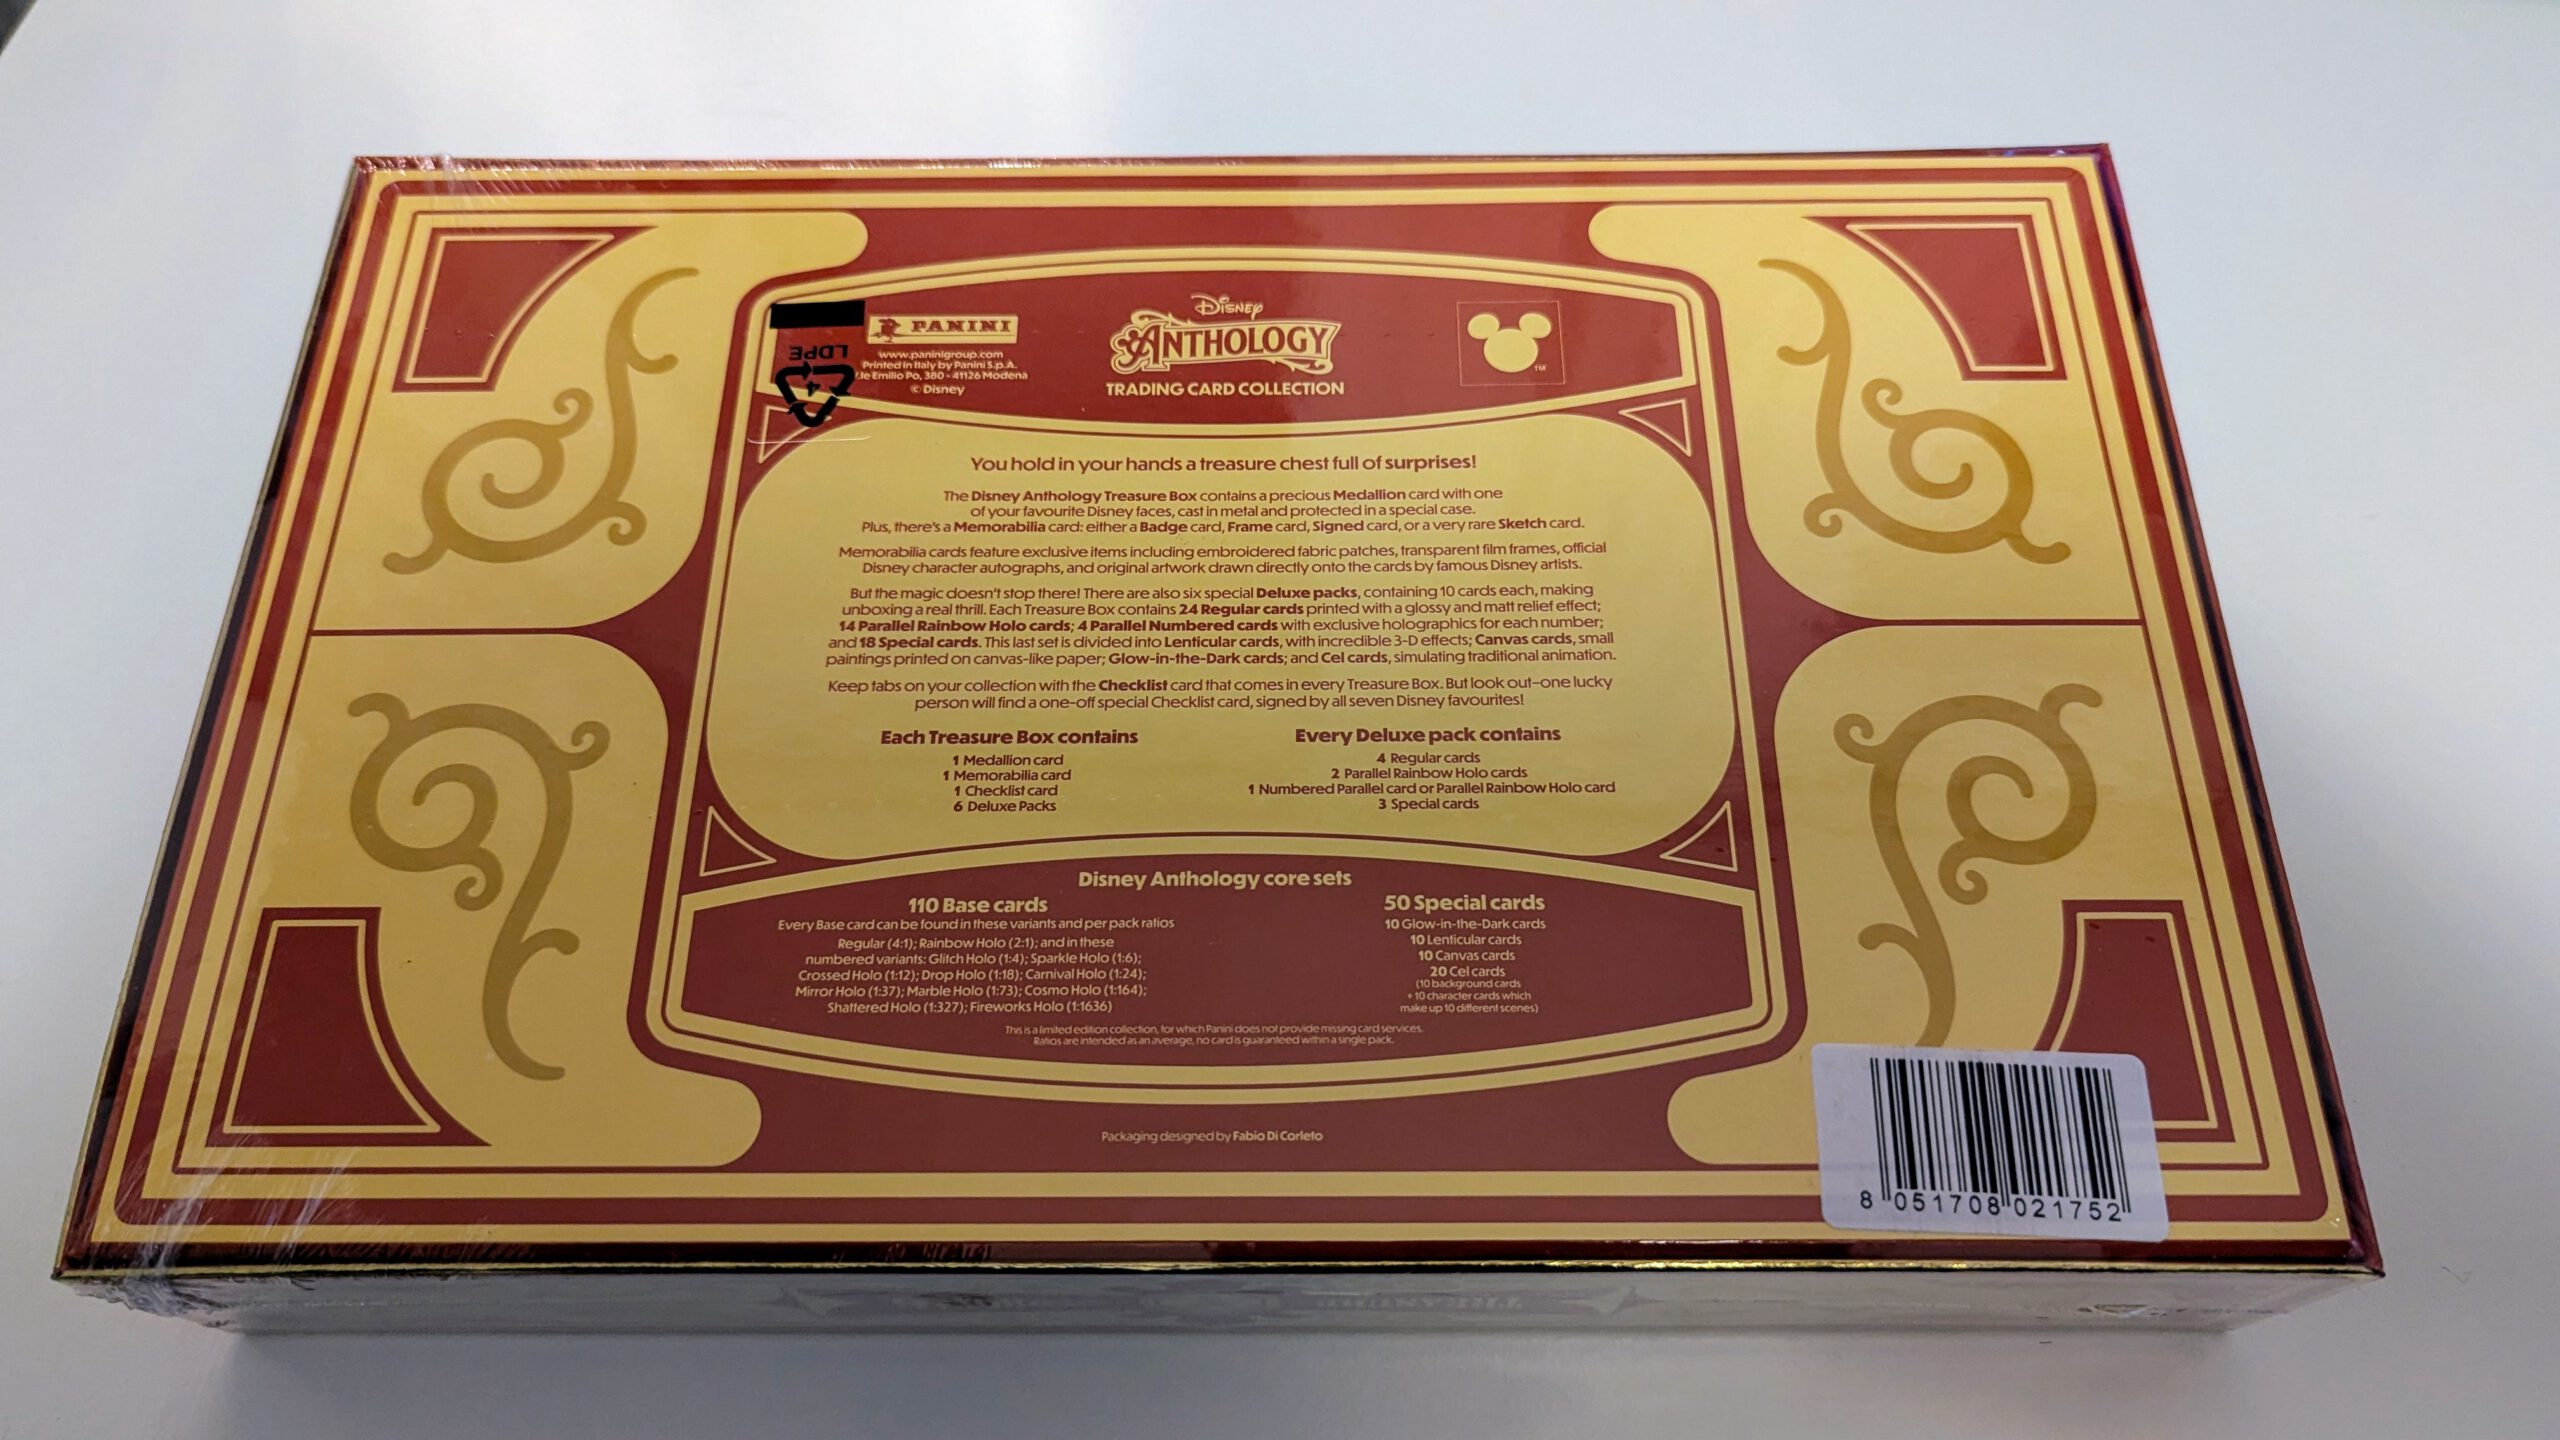 LDPE
4
PANINI
www.paninigroup.com
Printed in Italy by Panini S.p.A.
le Emilio Po, 380 - 41126 Modena
© Disney
Disney
ANTHOLOGY
TRADING CARD COLLECTION
TM
You hold in your hands a treasure chest full of surprises!
The Disney Anthology Treasure Box contains a precious Medallion card with one
of your favourite Disney faces, cast in metal and protected in a special case.
Plus, there's a Memorabilia card: either a Badge card, Frame card, Signed card, or a very rare Sketch card.
Memorabilia cards feature exclusive items including embroidered fabric patches, transparent film frames, official
Disney character autographs, and original artwork drawn directly onto the cards by famous Disney artists.
But the magic doesn't stop there! There are also six special Deluxe packs, containing 10 cards each, making
unboxing a real thrill. Each Treasure Box contains 24 Regular cards printed with a glossy and matt relief effect;
14 Parallel Rainbow Holo cards; 4 Parallel Numbered cards with exclusive holographics for each number;
and 18 Special cards. This last set is divided into Lenticular cards, with incredible 3-D effects; Canvas cards, small
paintings printed on canvas-like paper; Glow-in-the-Dark cards; and Cel cards, simulating traditional animation.
Keep tabs on your collection with the Checklist card that comes in every Treasure Box. But look out–one lucky
person will find a one-off special Checklist card, signed by all seven Disney favourites!
Each Treasure Box contains
1 Medallion card
1 Memorabilia card
1 Checklist card
6 Deluxe Packs
Every Deluxe pack contains
4 Regular cards
2 Parallel Rainbow Holo cards
1 Numbered Parallel card or Parallel Rainbow Holo card
3 Special cards
Disney Anthology core sets
110 Base cards
Every Base card can be found in these variants and per pack ratios
Regular (4:1); Rainbow Holo (2:1); and in these
numbered variants: Glitch Holo (1:4); Sparkle Holo (1:6);
Crossed Holo (1:12); Drop Holo (1:18); Carnival Holo (1:24);
Mirror Holo (1:37); Marble Holo (1:73); Cosmo Holo (1:164);
Shattered Holo (1:327); Fireworks Holo (1:1636)
50 Special cards
10 Glow-in-the-Dark cards
10 Lenticular cards
10 Canvas cards
20 Cel cards
(10 background cards
+ 10 character cards which
make up 10 different scenes)
This is a limited edition collection, for which Panini does not provide missing card services.
Ratios are intended as an average, no card is guaranteed within a single pack.
Packaging designed by Fabio Di Corleto
8 051708 021752